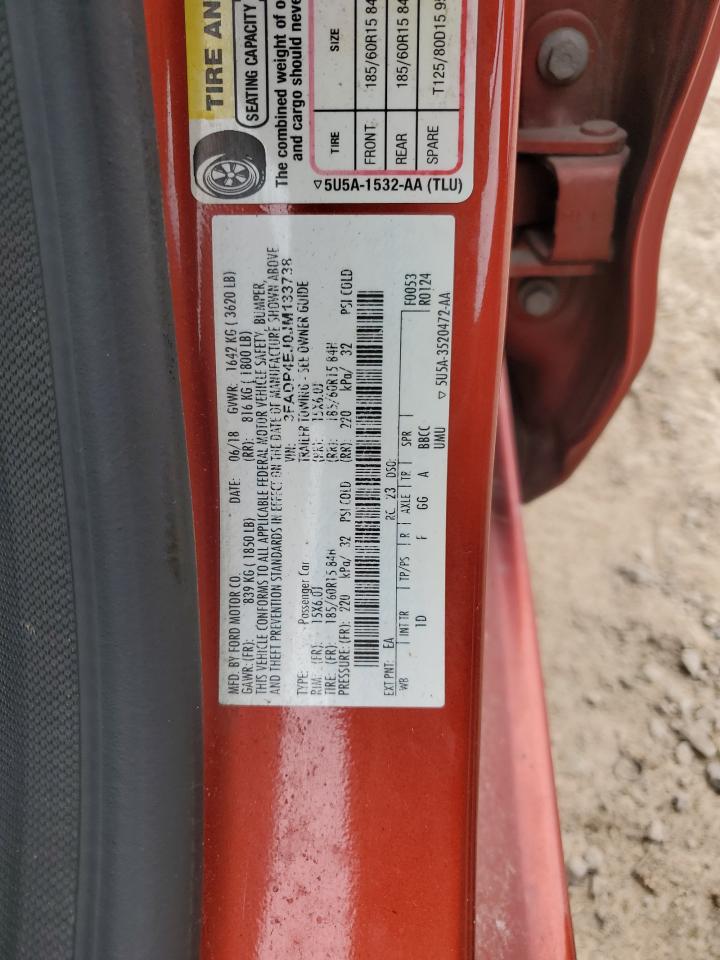 TIRE AN
SEATING CAPACITY
The combined weight of o
and cargo should neve
TIRE SIZE
FRONT 185/60R15 84
REAR 185/60R15 84
SPARE T125/80D15 95
5U5A-1532-AA (TLU)
MFD. BY FORD MOTOR CO.
DATE: 06/18 GVWR: 1642 KG ( 3620 LB)
GAWR: (FR): 839 KG ( 1850 LB) (RR): 816 KG ( 1800 LB)
THIS VEHICLE CONFORMS TO ALL APPLICABLE FEDERAL MOTOR VEHICLE SAFETY, BUMPER,
AND THEFT PREVENTION STANDARDS IN EFFECT ON THE DATE OF MANUFACTURE SHOWN ABOVE
VIN: 3FADP4EJ0JM133738
TYPE: Passenger Car TRAILER TOWING - SEE OWNER GUIDE
RIM: (FR): 15X6.0J (RR): 15X6.0J
TIRE: (FR): 185/60R15 84H (RR): 185/60R15 84H
PRESSURE: (FR): 220 kPa/ 32 PSI COLD (RR): 220 kPa/ 32 PSI COLD
EXT PNT: EA RC: 23 DSO: F0053
R0124
WB INT TR TP/PS R AXLE TR SPR
1D F GG A BBCC
UMU
5U5A-3520472-AA